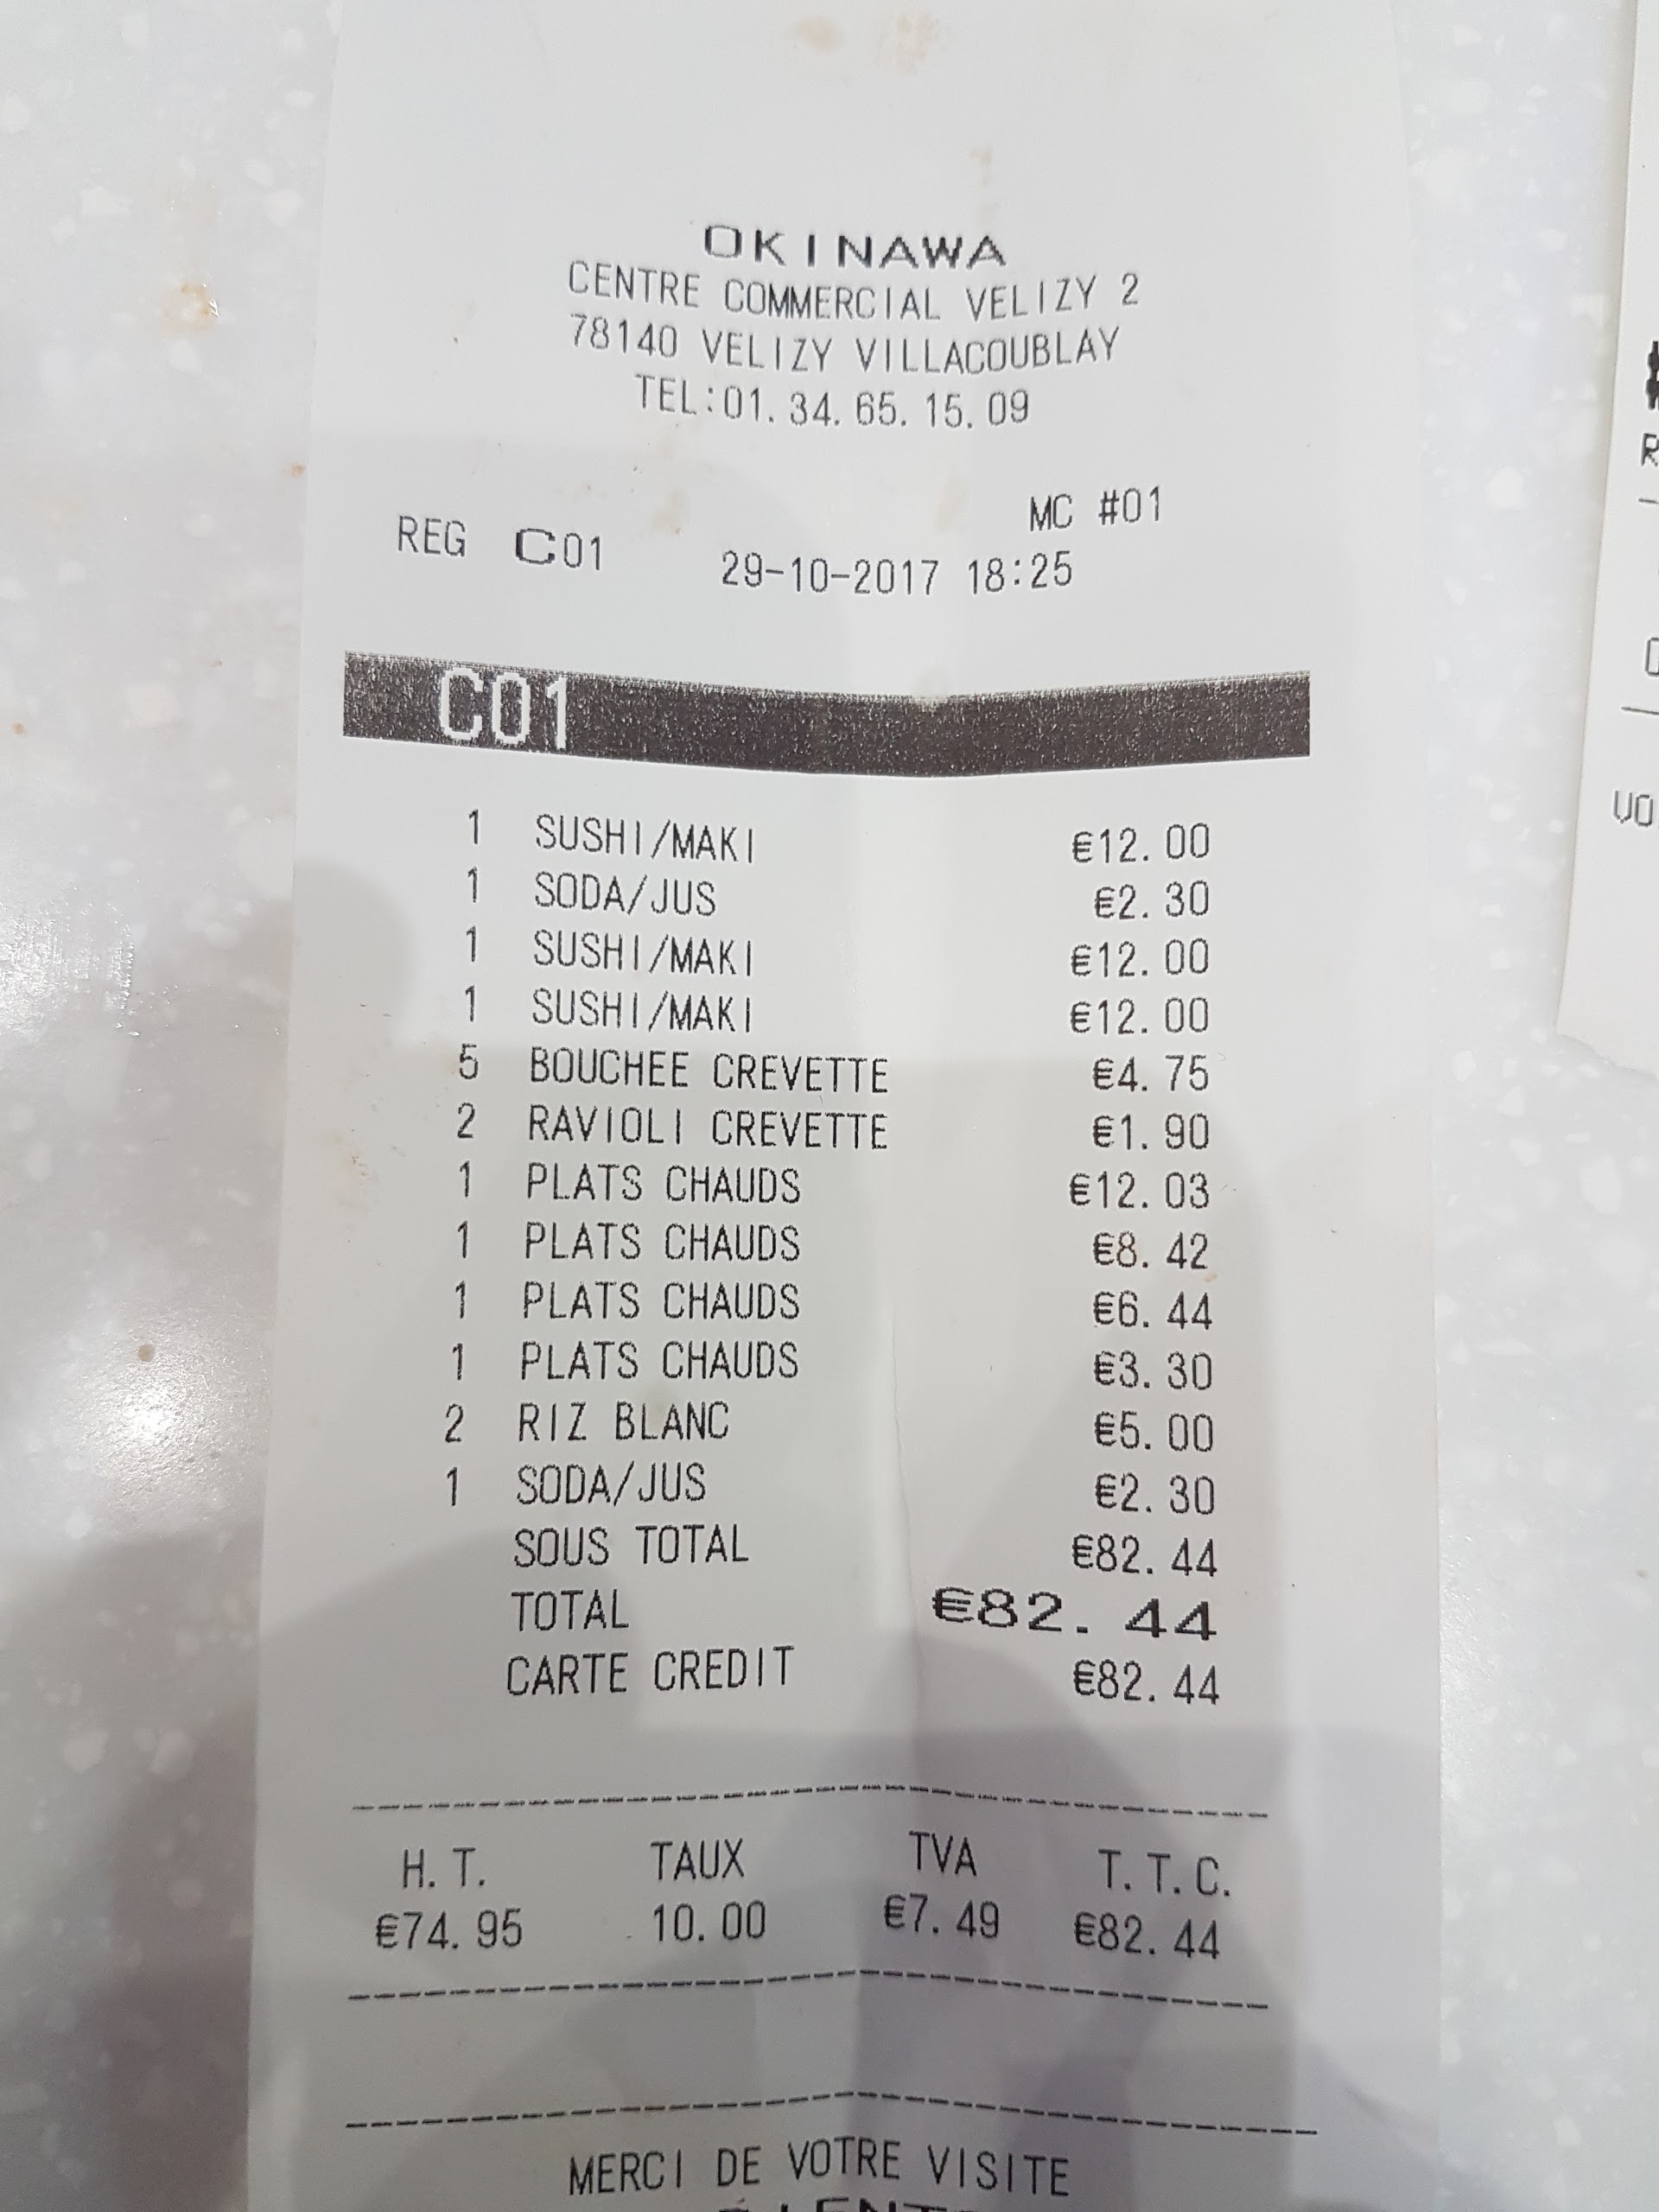 OKINAWA
CENTRE COMMERCIAL VELIZY 2
78140 VELIZY VILLACOUBLAY
TEL:01.34.65.15.09
MC #01
REG C01 29-10-2017 18:25
C01
1 SUSHI/MAKI €12.00
1 SODA/JUS €2.30
1 SUSHI/MAKI €12.00
1 SUSHI/MAKI €12.00
5 BOUCHEE CREVETTE €4.75
2 RAVIOLI CREVETTE €1.90
1 PLATS CHAUDS €12.03
1 PLATS CHAUDS €8.42
1 PLATS CHAUDS €6.44
1 PLATS CHAUDS €3.30
2 RIZ BLANC €5.00
1 SODA/JUS €2.30
SOUS TOTAL €82.44
TOTAL €82.44
CARTE CREDIT €82.44
H.T. TAUX TVA T.T.C.
€74.95 10.00 €7.49 €82.44
MERCI DE VOTRE VISITE
VO